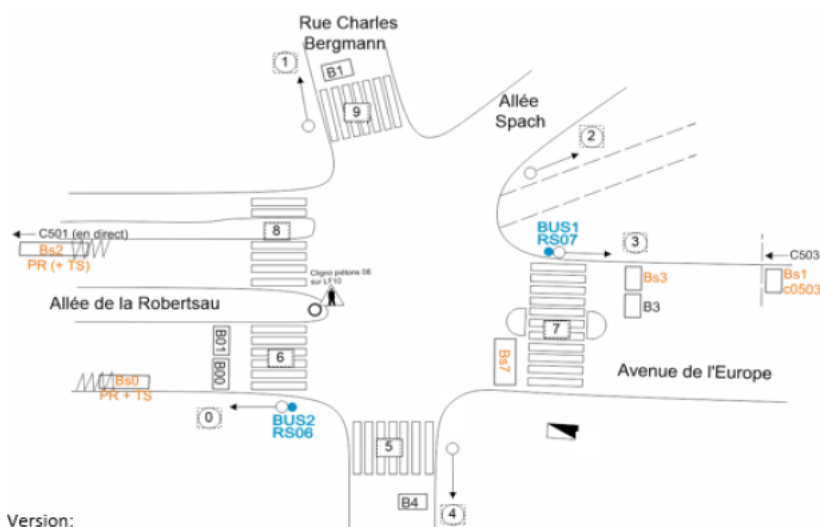 Rue Charles
Bergmann
1
B1
9
Allée
Spach
2
C501 (en direct)
Bs2
PR (+ TS)
8
BUS1
RS07
3
C503
Bs3
Bs1
c0503
B3
Cligno piétons 08
sur LF10
Allée de la Robertsau
B01
B00
6
7
Bs7
Avenue de l'Europe
Bs0
PR + TS
0
BUS2
RS06
5
B4
4
Version: